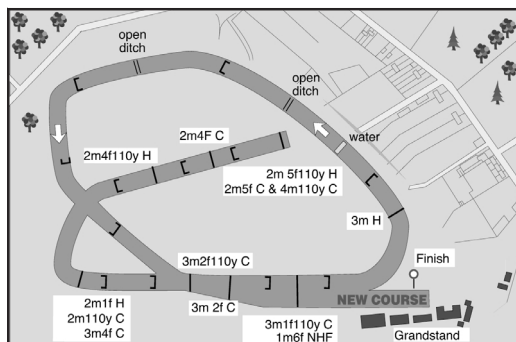 open
ditch
open
ditch
water
2m4F C
2m4f110y H
2m 5f110y H
2m5f C & 4m110y C
3m H
3m2f110y C
Finish
NEW COURSE
3m 2f C
2m1f H
2m110y C
3m4f C
3m1f110y C
1m6f NHF
Grandstand